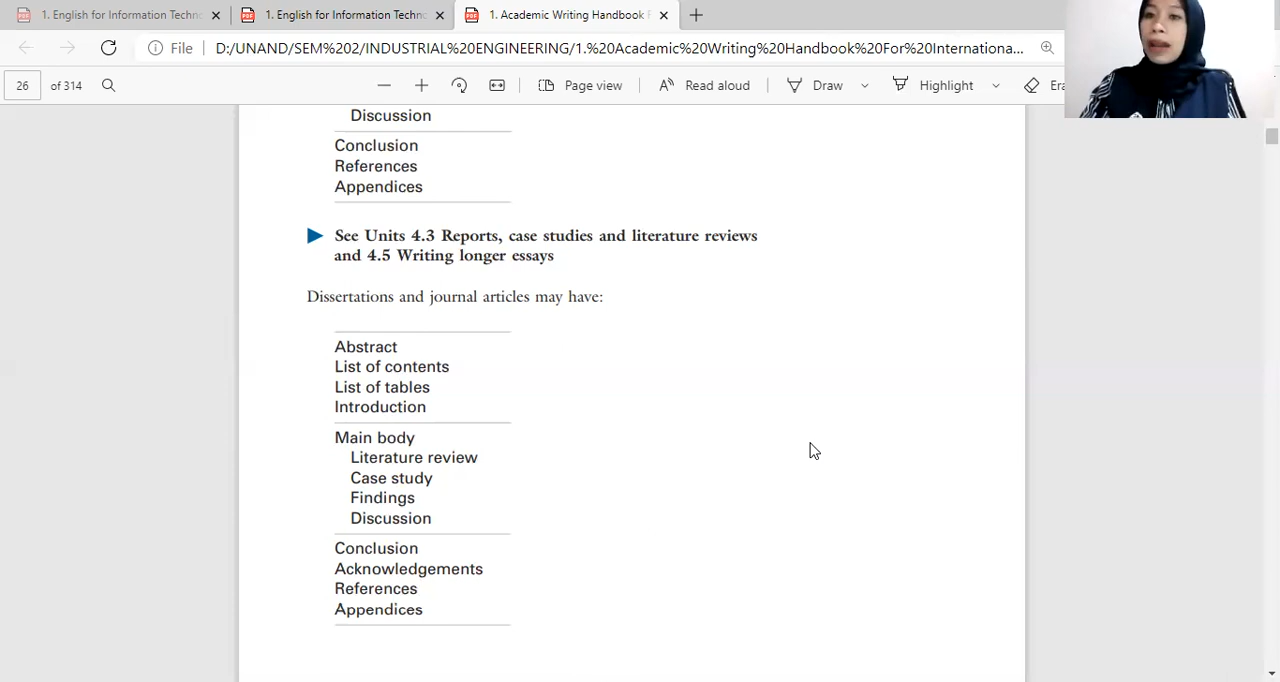 1. English for Information Techno
1. English for Information Techno
1. Academic Writing Handbook F
File
D:/UNAND/SEM%202/INDUSTRIAL%20ENGINEERING/1.%20Academic%20Writing%20Handbook%20For%20Internationa...
26
of 314
Page view
Read aloud
Draw
Highlight
Era
Discussion
Conclusion
References
Appendices
See Units 4.3 Reports, case studies and literature reviews
and 4.5 Writing longer essays
Dissertations and journal articles may have:
Abstract
List of contents
List of tables
Introduction
Main body
Literature review
Case study
Findings
Discussion
Conclusion
Acknowledgements
References
Appendices